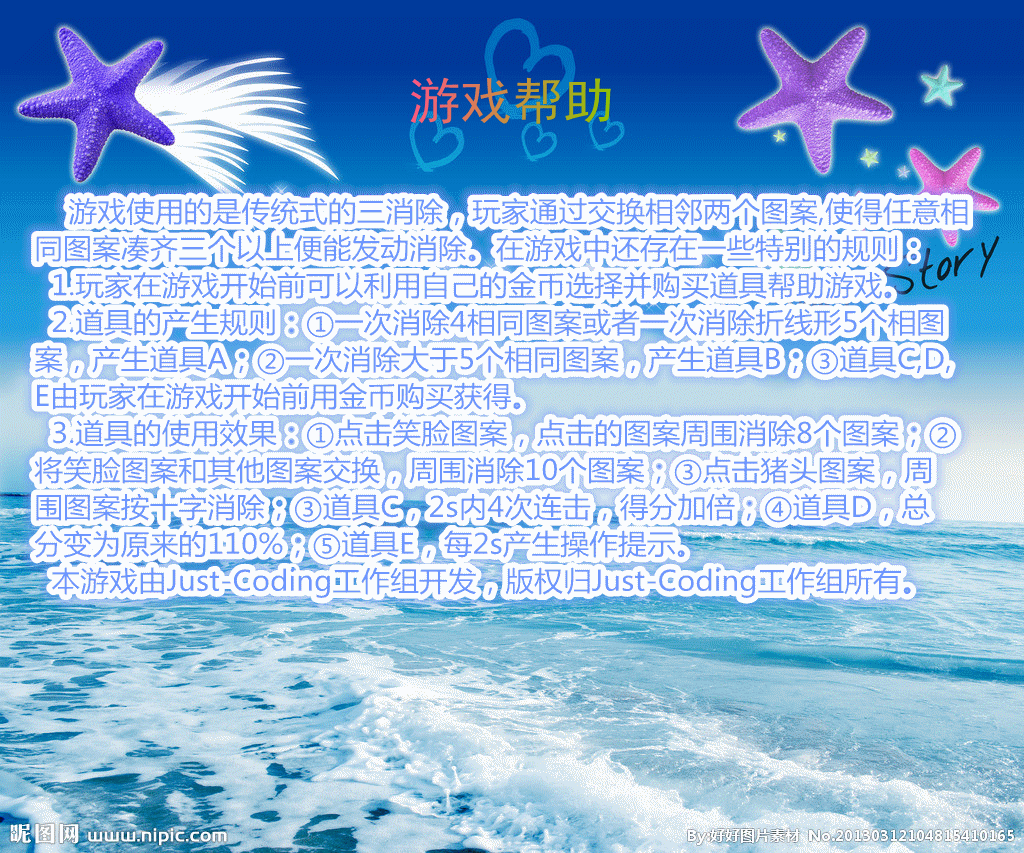 游戏帮助
游戏使用的是传统式的三消除，玩家通过交换相邻两个图案,使得任意相
同图案凑齐三个以上便能发动消除。在游戏中还存在一些特别的规则：
Story
1.玩家在游戏开始前可以利用自己的金币选择并购买道具帮助游戏。
2.道具的产生规则：①一次消除4相同图案或者一次消除折线形5个相图
案，产生道具A；②一次消除大于5个相同图案，产生道具B；③道具C,D,
E由玩家在游戏开始前用金币购买获得。
3.道具的使用效果：①点击笑脸图案，点击的图案周围消除8个图案；②
将笑脸图案和其他图案交换，周围消除10个图案；③点击猪头图案，周
围图案按十字消除；③道具C，2s内4次连击，得分加倍；④道具D，总
分变为原来的110%；⑤道具E，每2s产生操作提示。
本游戏由Just-Coding工作组开发，版权归Just-Coding工作组所有。
昵图网 www.nipic.com
By:好好图片素材 No.20130312104815410165